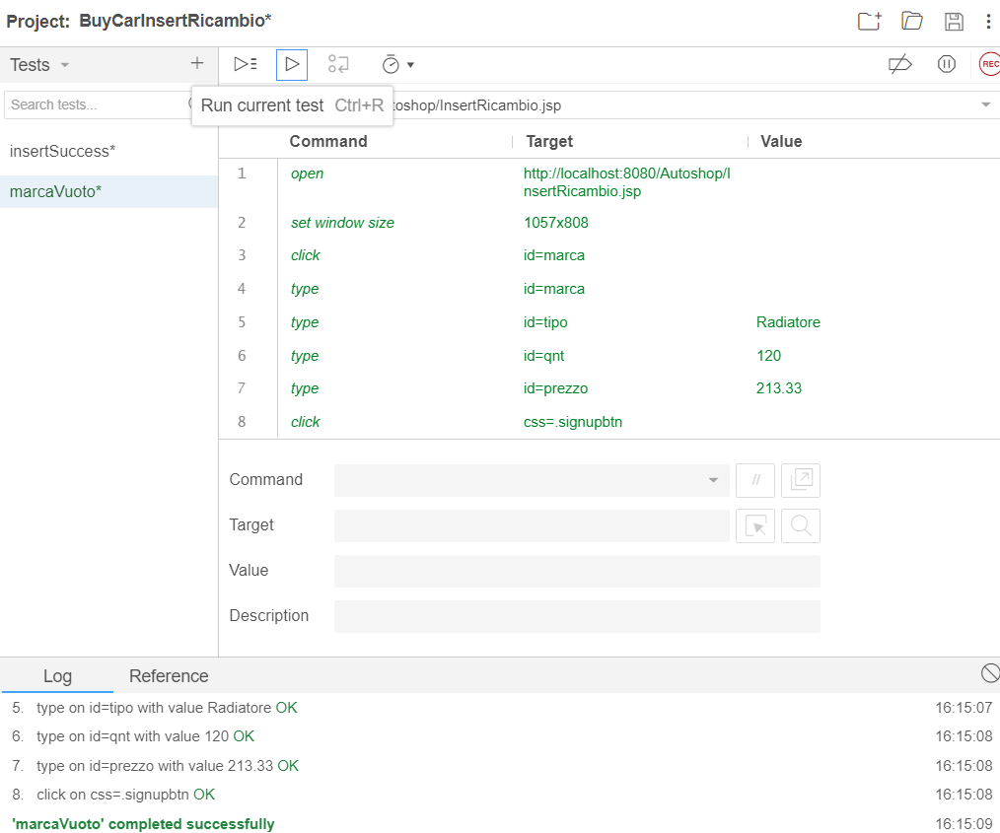 Project: BuyCarInsertRicambio*
Tests
+
REC
Search tests...
Run current test Ctrl+R
toshop/InsertRicambio.jsp
Command Target Value
insertSuccess*
marcaVuoto*
1 open http://localhost:8080/Autoshop/I
nsertRicambio.jsp
2 set window size 1057x808
3 click id=marca
4 type id=marca
5 type id=tipo Radiatore
6 type id=qnt 120
7 type id=prezzo 213.33
8 click css=.signupbtn
Command //
Target
Value
Description
Log Reference
5. type on id=tipo with value Radiatore OK 16:15:07
6. type on id=qnt with value 120 OK 16:15:08
7. type on id=prezzo with value 213.33 OK 16:15:08
8. click on css=.signupbtn OK 16:15:08
'marcaVuoto' completed successfully 16:15:09